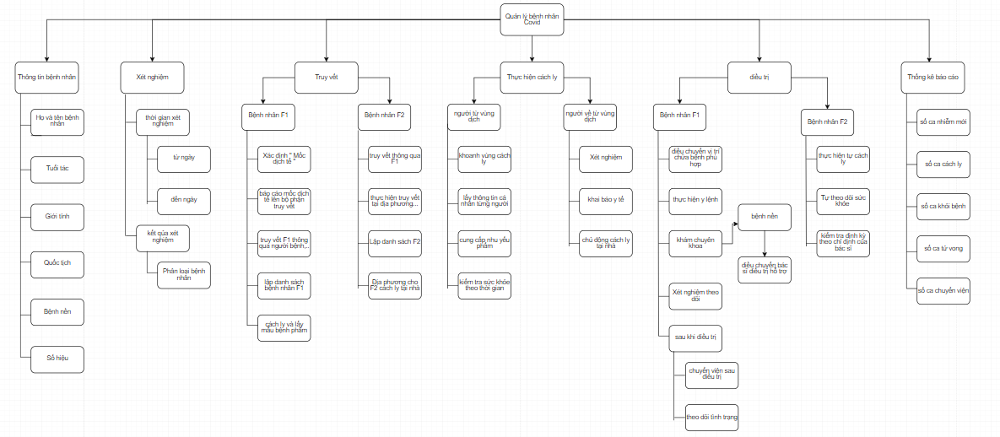 Quản lý bệnh nhân
Covid
Thông tin bệnh nhân
Họ và tên bệnh
nhân
Tuổi tác
Giới tính
Quốc tịch
Bệnh nền
Số hiệu
Xét nghiệm
thời gian xét
nghiệm
từ ngày
đến ngày
kết qủa xét
nghiệm
Phân loại bệnh
nhân
Truy vết
Bệnh nhân F1
Xác định " Mốc
dịch tể "
báo cáo mốc dịch
tể lên bộ phận
truy vết
truy vết F1 thông
qua người bệnh,..
lập danh sách
bệnh nhân F1
cách ly và lấy
mẫu bệnh phẩm
Bệnh nhân F2
truy vết thông qua
F1
thực hiện truy vết
tại địa phương...
Lập danh sách F2
Địa phương cho
F2 cách ly tại nhà
Thực hiện cách ly
người từ vùng
dịch
khoanh vùng cách
ly
lấy thông tin cá
nhân từng người
cung cấp nhu yếu
phẩm
kiểm tra sức khỏe
theo thời gian
người về từ vùng
dịch
Xét nghiệm
khai báo y tế
chủ động cách ly
tại nhà
điều trị
Bệnh nhân F1
điều chuyển vị trí
chữa bệnh phù
hợp
thực hiện y lệnh
khám chuyên
khoa
bệnh nền
điều chuyển bác
sĩ điều trị hỗ trợ
Xét nghiệm theo
dõi
sau khi điều trị
chuyển viện sau
điều trị
theo dõi tình trạng
Bệnh nhân F2
thực hiện tự cách
ly
Tự theo dõi sức
khỏe
kiểm tra định kỳ
theo chỉ định của
bác sĩ
Thống kê báo cáo
số ca nhiễm mới
số ca cách ly
số ca khỏi bệnh
số ca tử vong
số ca chuyển viện